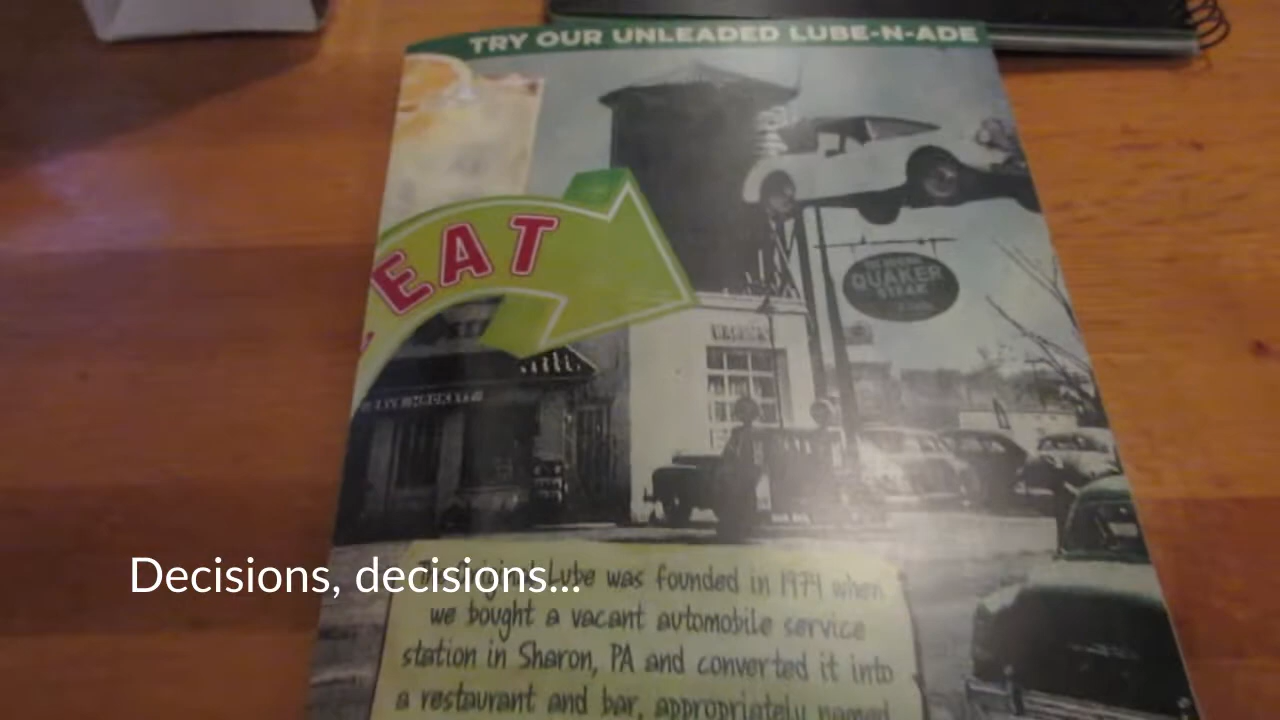 TRY OUR UNLEADED LUBE-N-ADE
EAT
QUAKER
STEAK
Decisions, decisions...
Lube was founded in 1974 when
we bought a vacant automobile service
station in Sharon, PA and converted it into
a restaurant and bar, appropriately named